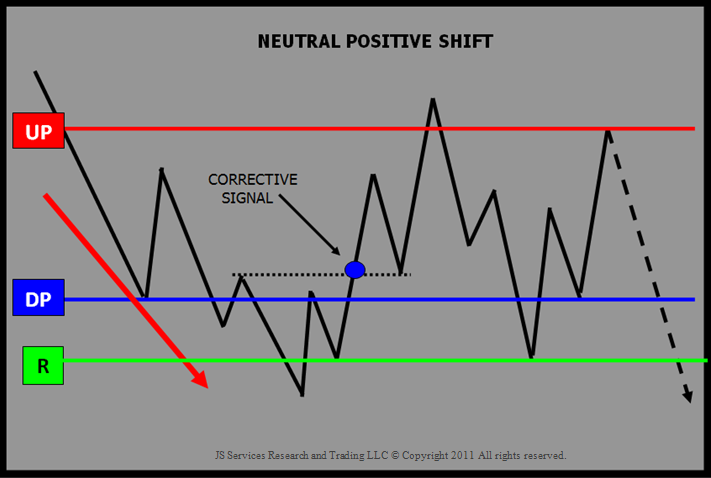 NEUTRAL POSITIVE SHIFT
UP
CORRECTIVE
SIGNAL
DP
R
JS Services Research and Trading LLC © Copyright 2011 All rights reserved.